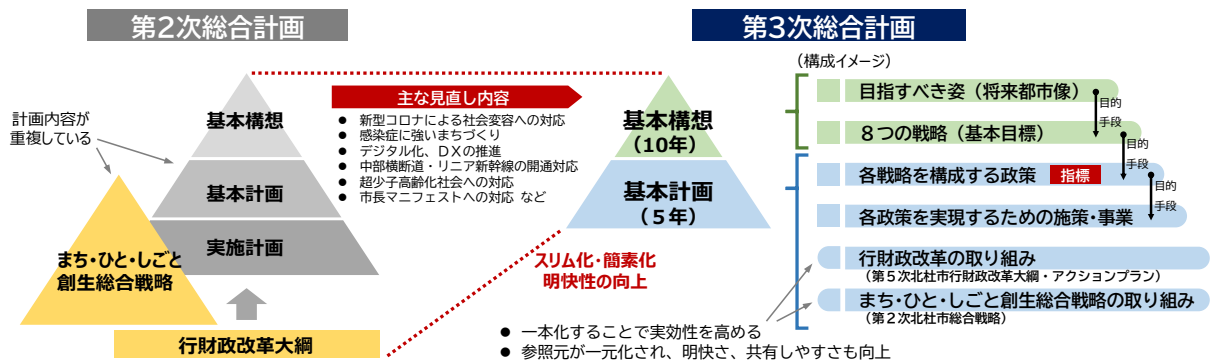 第2次総合計画
計画内容が
重複している
基本構想
基本計画
実施計画
まち・ひと・しごと
創生総合戦略
行財政改革大綱
主な見直し内容
● 新型コロナによる社会変容への対応
● 感染症に強いまちづくり
● デジタル化、DXの推進
● 中部横断道・リニア新幹線の開通対応
● 超少子高齢化社会への対応
● 市長マニフェストへの対応 など
スリム化・簡素化
明快性の向上
第3次総合計画
(構成イメージ)
基本構想
(10年)
基本計画
(5年)
目指すべき姿(将来都市像)
目的
手段
8つの戦略(基本目標)
目的
手段
各戦略を構成する政策 指標
目的
手段
各政策を実現するための施策・事業
行財政改革の取り組み
(第5次北杜市行財政改革大綱・アクションプラン)
まち・ひと・しごと創生総合戦略の取り組み
(第2次北杜市総合戦略)
● 一本化することで実効性を高める
● 参照元が一元化され、明快さ、共有しやすさも向上